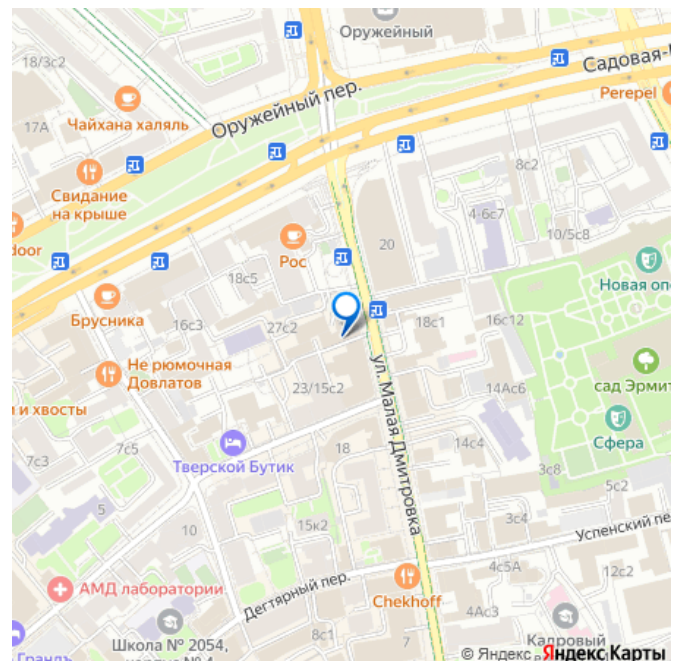 Оружейный
18/3с2
Садовая-
Perepel
Оружейный пер.
Чайхана халяль
17А
8с2
Свидание
на крыше
4-6с7
door
Рос
20
10/5с8
18с5
Новая оп
Брусника
16с3
27с2
18с1
16с12
Не рюмочная
Довлатов
23/15с2
ул. Малая Дмитровка
14Ас6
сад Эрмит
и и хвосты
7с3
7с5
Тверской Бутик
18
14с4
Сфера
3с8
5с2
5
10
15к2
3с4
Успенский пе
4с5А
12с2
АМД лаборатории
Дегтярный пер.
Chekhoff
4Ас3
Школа № 2054,
8с1
7
Кадровый
Грандъ
© Яндекс Яндекс Карты